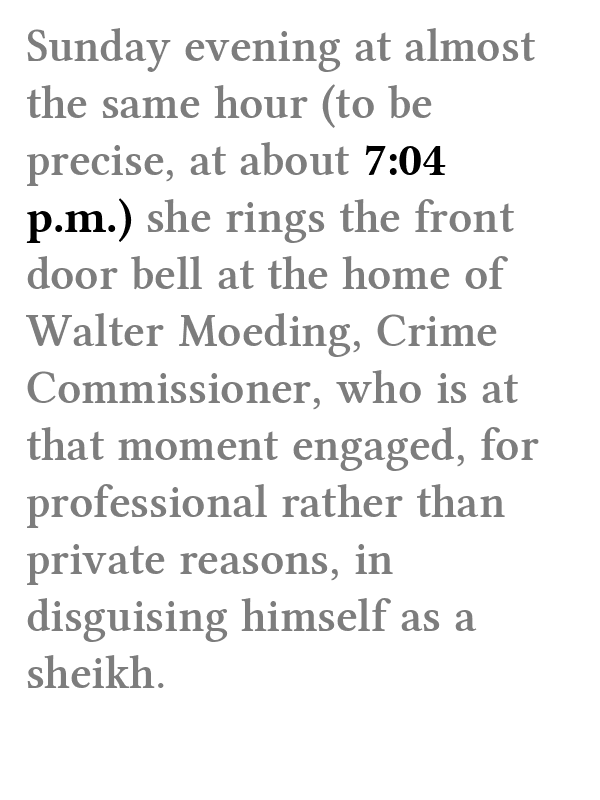 Sunday evening at almost
the same hour (to be
precise, at about 7:04
p.m.) she rings the front
door bell at the home of
Walter Moeding, Crime
Commissioner, who is at
that moment engaged, for
professional rather than
private reasons, in
disguising himself as a
sheikh.